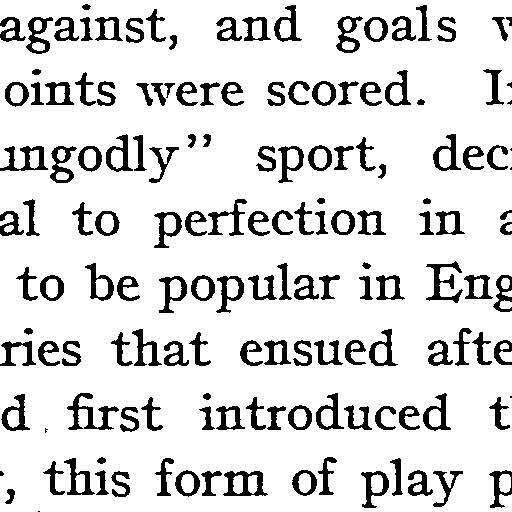 against, and goals
oints were scored.
ungodly" sport, dec
al to perfection in a
to be popular in Eng
ries that ensued afte
d first introduced t
, this form of play p